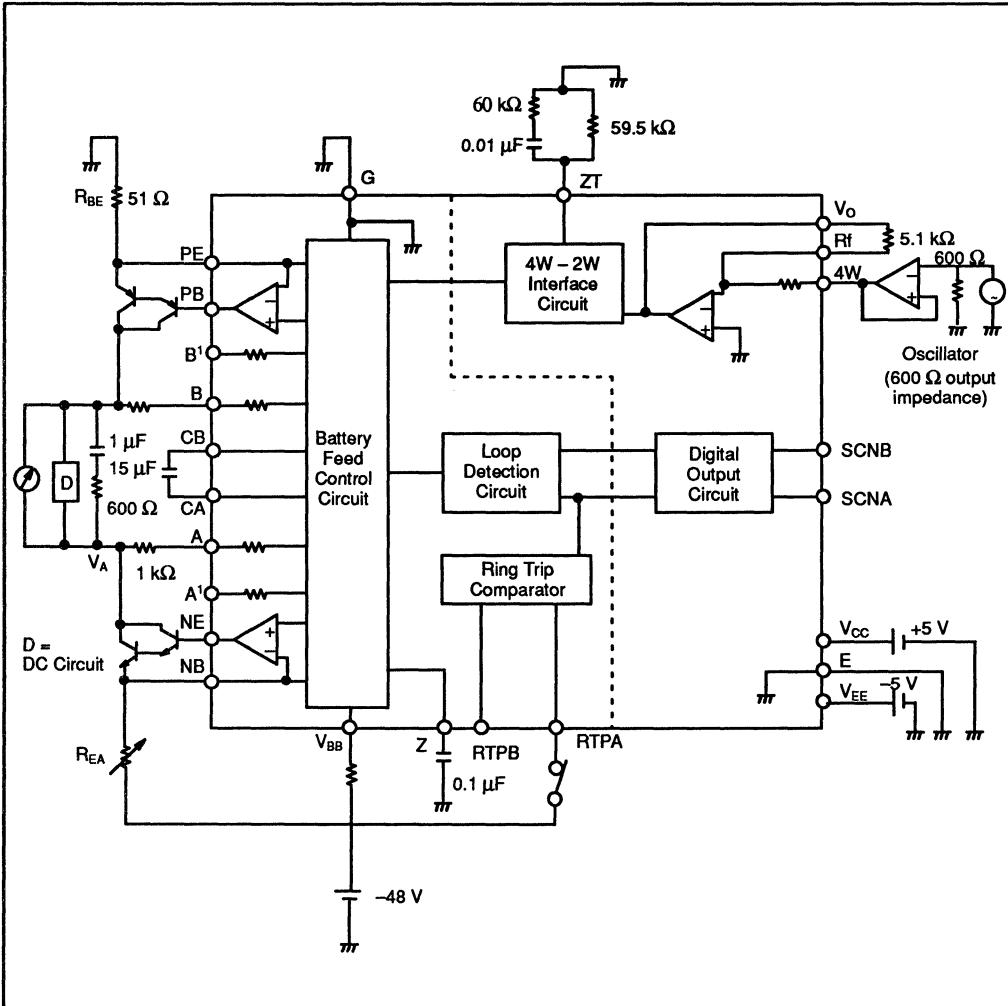 60 kΩ
59.5 kΩ
0.01 μF
ZT
G
R_BE
51 Ω
PE
PB
B¹
B
CB
CA
A
A¹
NE
NB
1 μF
15 μF
600 Ω
D
V_A
1 kΩ
D =
DC Circuit
R_EA
Battery
Feed
Control
Circuit
4W – 2W
Interface
Circuit
V_O
Rf
5.1 kΩ
600 Ω
4W
Oscillator
(600 Ω output
impedance)
Loop
Detection
Circuit
Digital
Output
Circuit
SCNB
SCNA
Ring Trip
Comparator
V_CC
+5 V
E
V_EE
–5 V
V_BB
Z
RTPB
RTPA
0.1 μF
–48 V
−
+
−
+
−
+
+
−
~